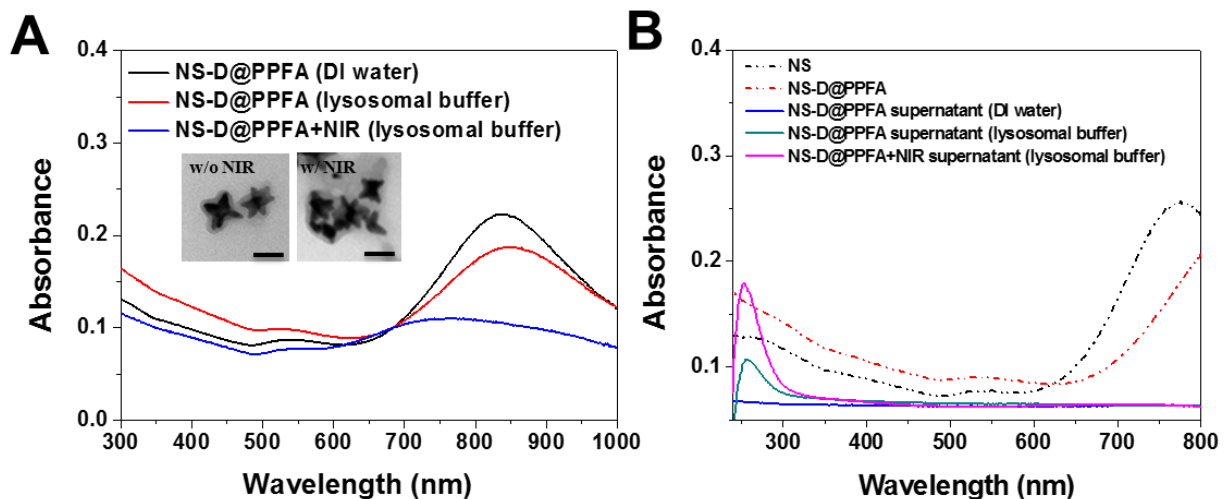 A
0.4
0.3
0.2
0.1
0.0
Absorbance
NS-D@PPFA (DI water)
NS-D@PPFA (lysosomal buffer)
NS-D@PPFA+NIR (lysosomal buffer)
w/o NIR
w/ NIR
300 400 500 600 700 800 900 1000
Wavelength (nm)
B
0.4
0.3
0.2
0.1
Absorbance
NS
NS-D@PPFA
NS-D@PPFA supernatant (DI water)
NS-D@PPFA supernatant (lysosomal buffer)
NS-D@PPFA+NIR supernatant (lysosomal buffer)
300 400 500 600 700 800
Wavelength (nm)